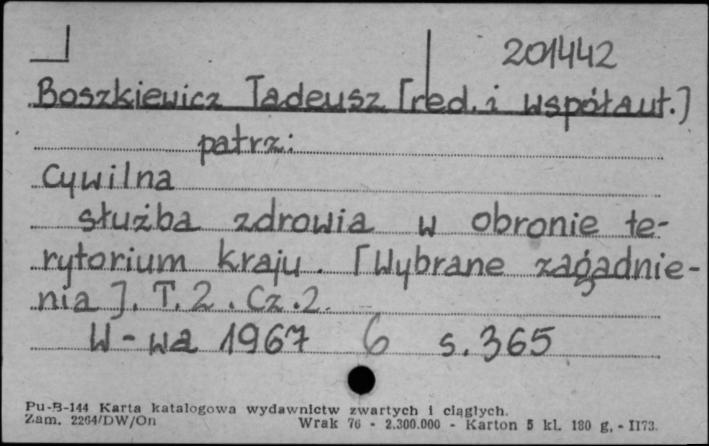 201442
Boszkiewicz Tadeusz [red. i współaut.]
patrz:
Cywilna
służba zdrowia w obronie te-
rytorium kraju. [Wybrane zagadnie-
nia]. T. 2. Cz. 2.
W-wa 1967 6 s. 365
Pu-B-144 Karta katalogowa wydawnictw zwartych i ciągłych.
Zam. 2264/DW/On Wrak 76 - 2.300.000 - Karton 5 kl. 180 g. - II73.